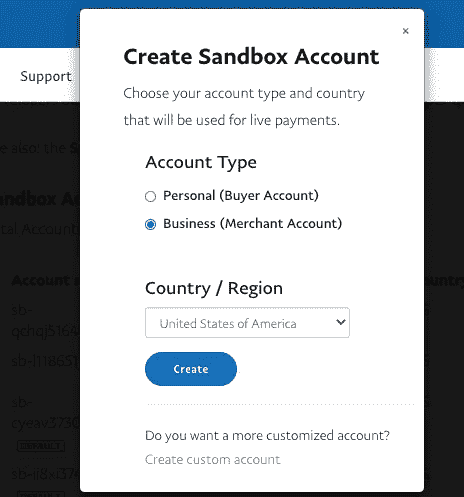 ×
Create Sandbox Account
Support
Choose your account type and country
that will be used for live payments.
Account Type
Personal (Buyer Account)
Business (Merchant Account)
Country / Region
United States of America
Create
Do you want a more customized account?
Create custom account